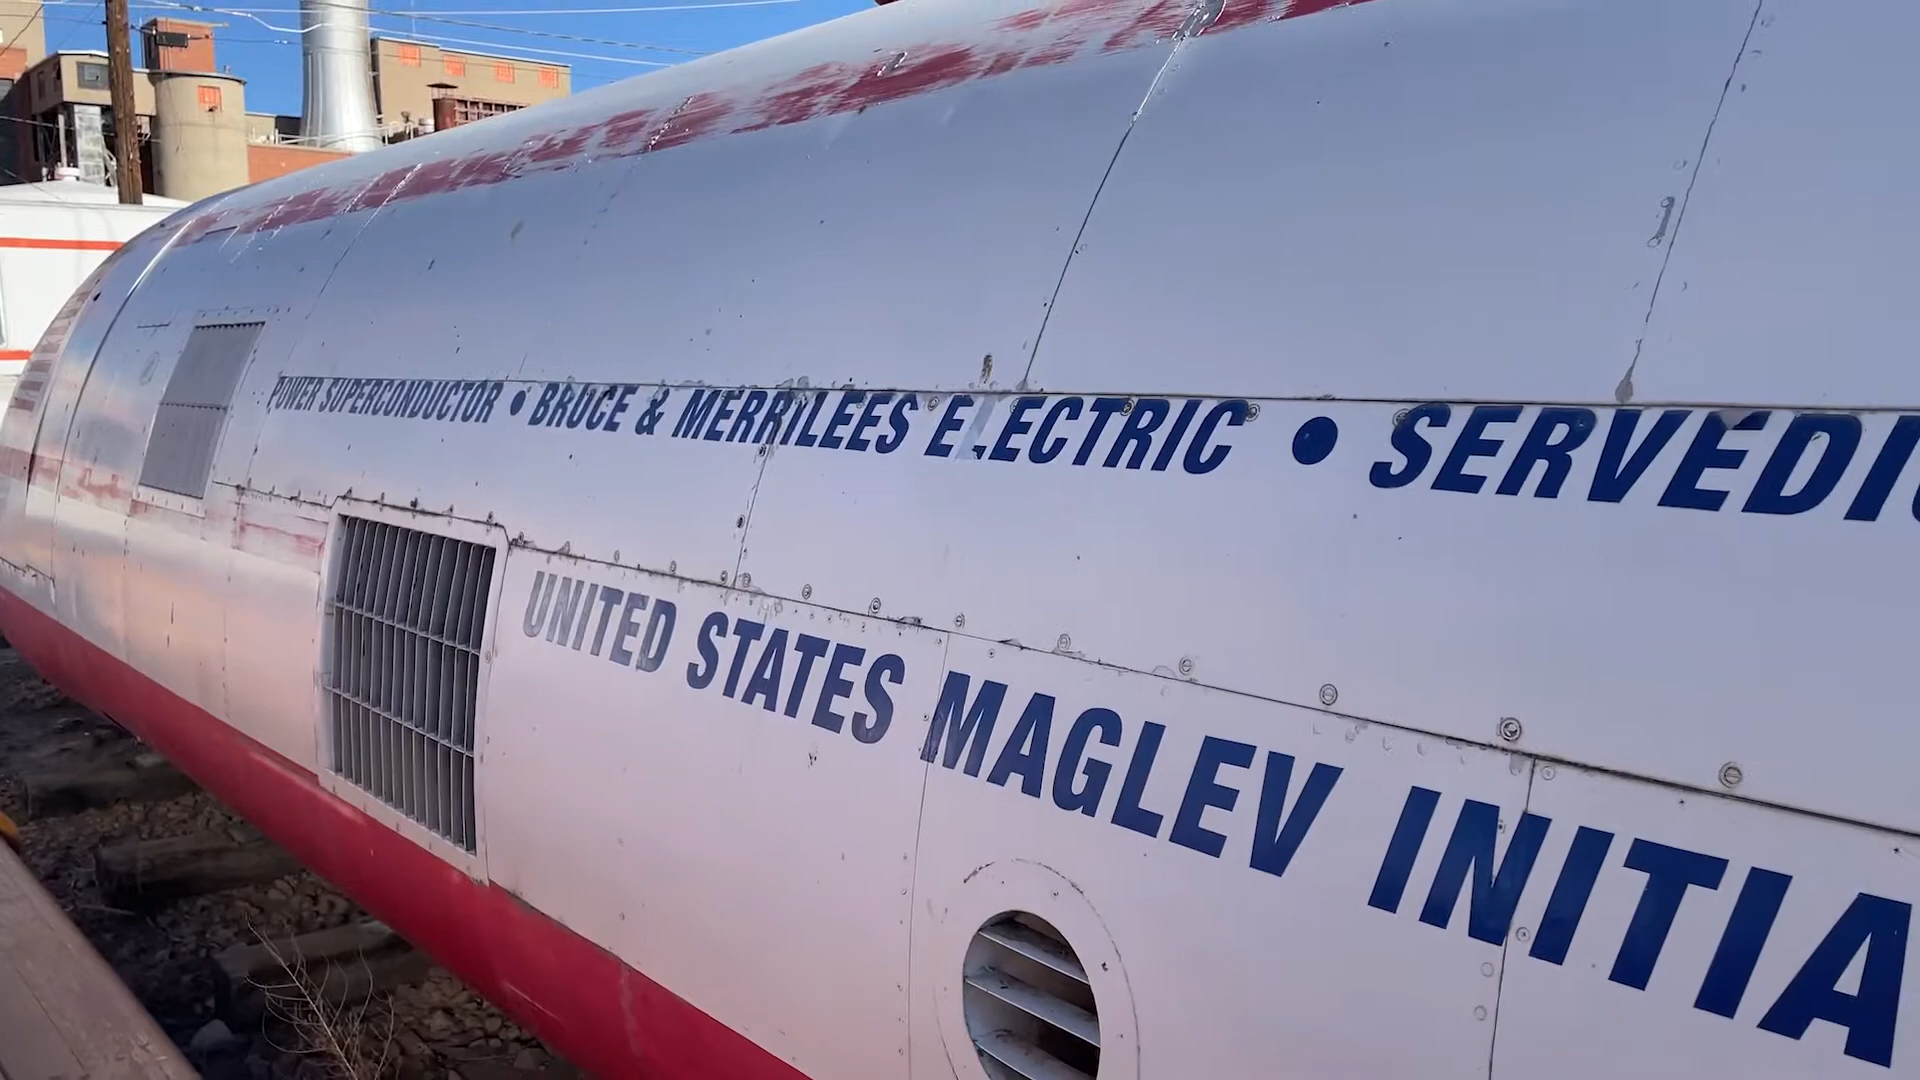 POWER SUPERCONDUCTOR • BRUCE & MERRILEES ELECTRIC • SERVEDI
UNITED STATES MAGLEV INITIA